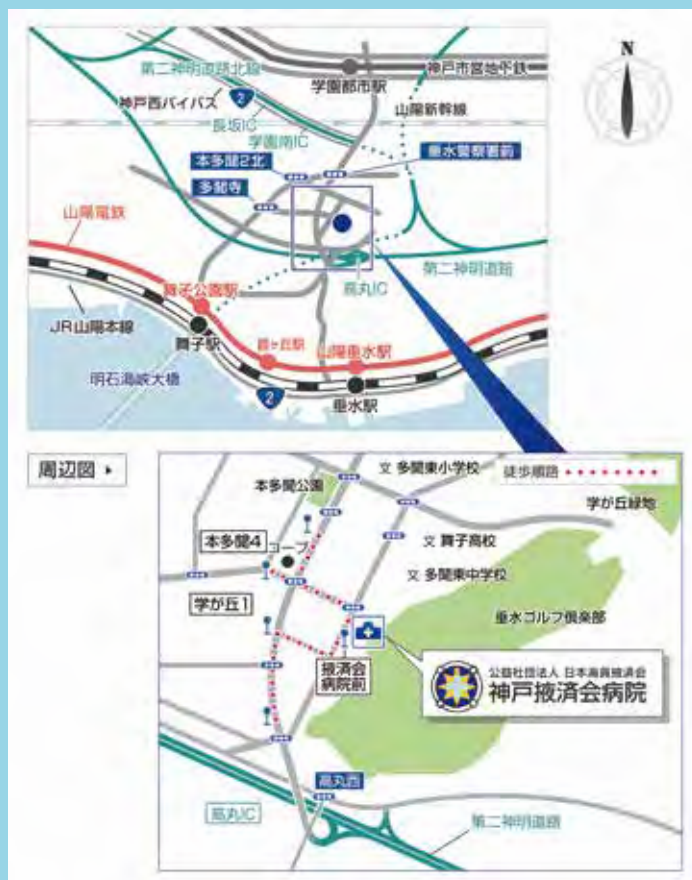 N
第二神明道路北線
学園都市駅
神戸市営地下鉄
神戸西バイパス
2
山陽新幹線
長坂IC
学園南IC
本多聞2北
垂水警察署前
多聞寺
山陽電鉄
第二神明道路
高丸IC
舞子公園駅
JR山陽本線
舞子駅
霞ヶ丘駅
山陽垂水駅
明石海峡大橋
2
垂水駅
周辺図
本多聞公園
文 多聞東小学校
徒歩順路
学が丘緑地
本多聞4
コープ
文 舞子高校
文 多聞東中学校
学が丘1
垂水ゴルフ倶楽部
掖済会
病院前
公益社団法人 日本海員掖済会
神戸掖済会病院
高丸西
高丸IC
第二神明道路